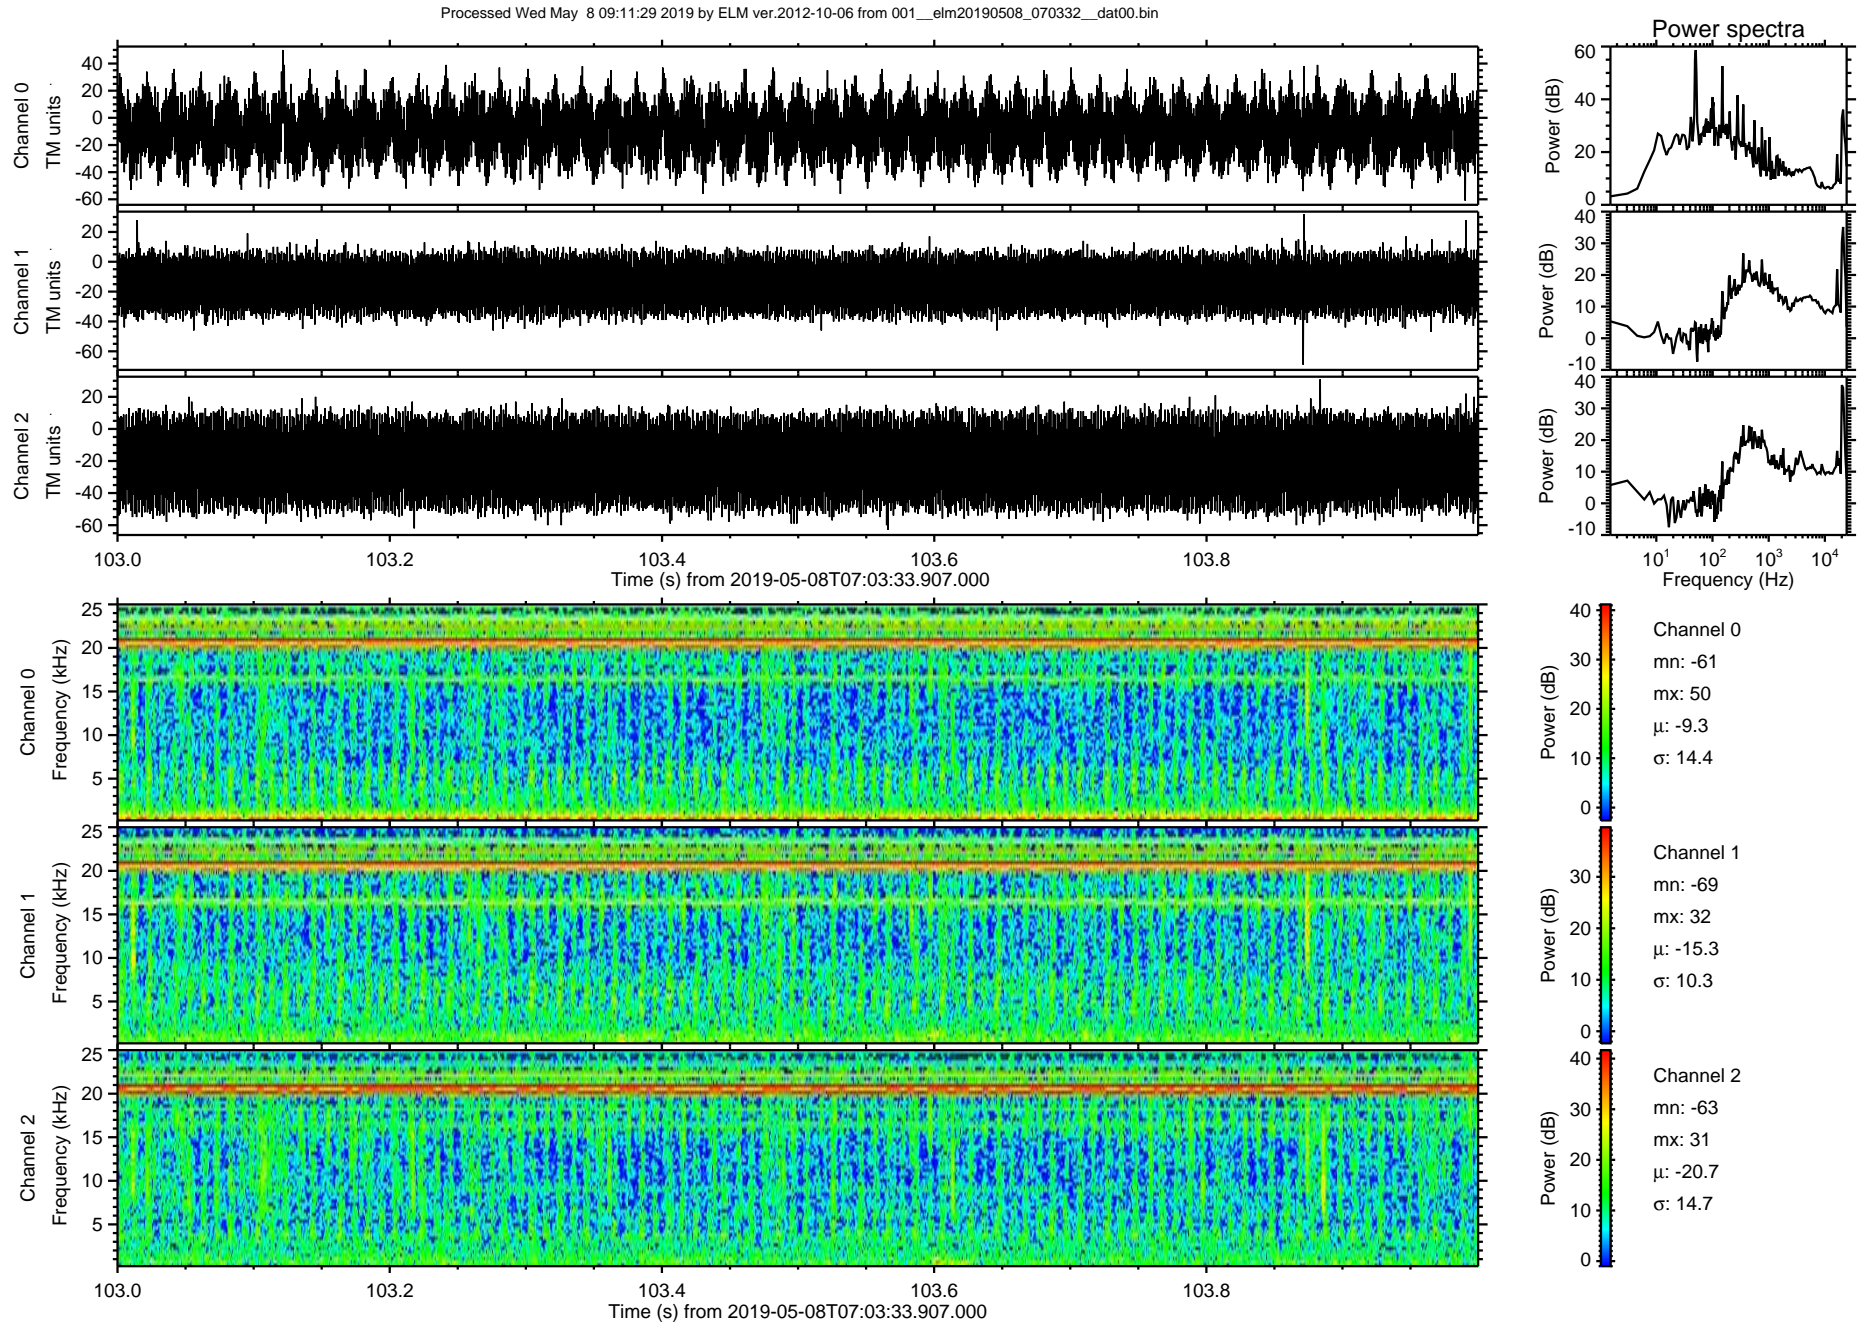 Processed Wed May  8 09:11:29 2019 by ELM ver.2012-10-06 from 001__elm20190508_070332__dat00.bin
Power spectra
Channel 0
TM units
40
20
0
-20
-40
-60
Power (dB)
60
40
20
0
Channel 1
TM units
20
0
-20
-40
-60
Power (dB)
40
30
20
10
0
-10
Channel 2
TM units
20
0
-20
-40
-60
Power (dB)
40
30
20
10
0
-10
103.0 103.2 103.4 103.6 103.8
Time (s) from 2019-05-08T07:03:33.907.000
10¹ 10² 10³ 10⁴
Frequency (Hz)
Channel 0
Frequency (kHz)
25
20
15
10
5
Power (dB)
40
30
20
10
0
Channel 0
mn: -61
mx: 50
μ: -9.3
σ: 14.4
Channel 1
Frequency (kHz)
25
20
15
10
5
Power (dB)
30
20
10
0
Channel 1
mn: -69
mx: 32
μ: -15.3
σ: 10.3
Channel 2
Frequency (kHz)
25
20
15
10
5
Power (dB)
40
30
20
10
0
Channel 2
mn: -63
mx: 31
μ: -20.7
σ: 14.7
103.0 103.2 103.4 103.6 103.8
Time (s) from 2019-05-08T07:03:33.907.000